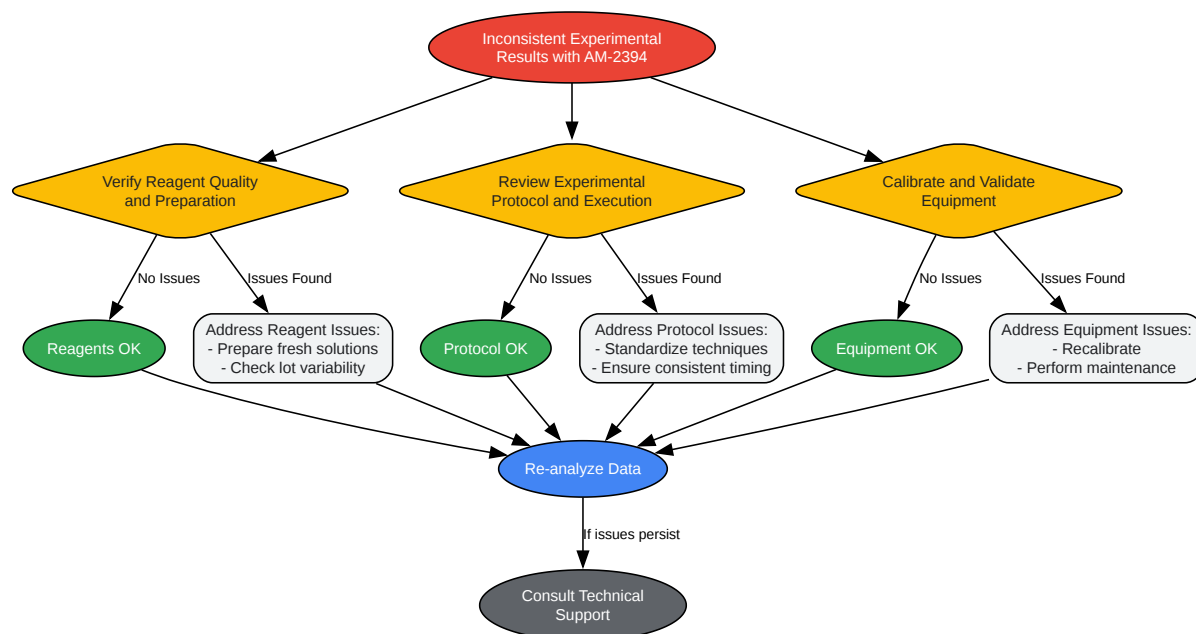 Inconsistent Experimental
Results with AM-2394
Verify Reagent Quality
and Preparation
Review Experimental
Protocol and Execution
Calibrate and Validate
Equipment
No Issues
Issues Found
No Issues
Issues Found
No Issues
Issues Found
Reagents OK
Address Reagent Issues:
- Prepare fresh solutions
- Check lot variability
Protocol OK
Address Protocol Issues:
- Standardize techniques
- Ensure consistent timing
Equipment OK
Address Equipment Issues:
- Recalibrate
- Perform maintenance
Re-analyze Data
If issues persist
Consult Technical
Support